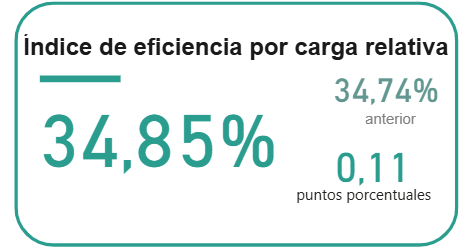 Índice de eficiencia por carga relativa
34,85%
34,74%
anterior
0,11
puntos porcentuales